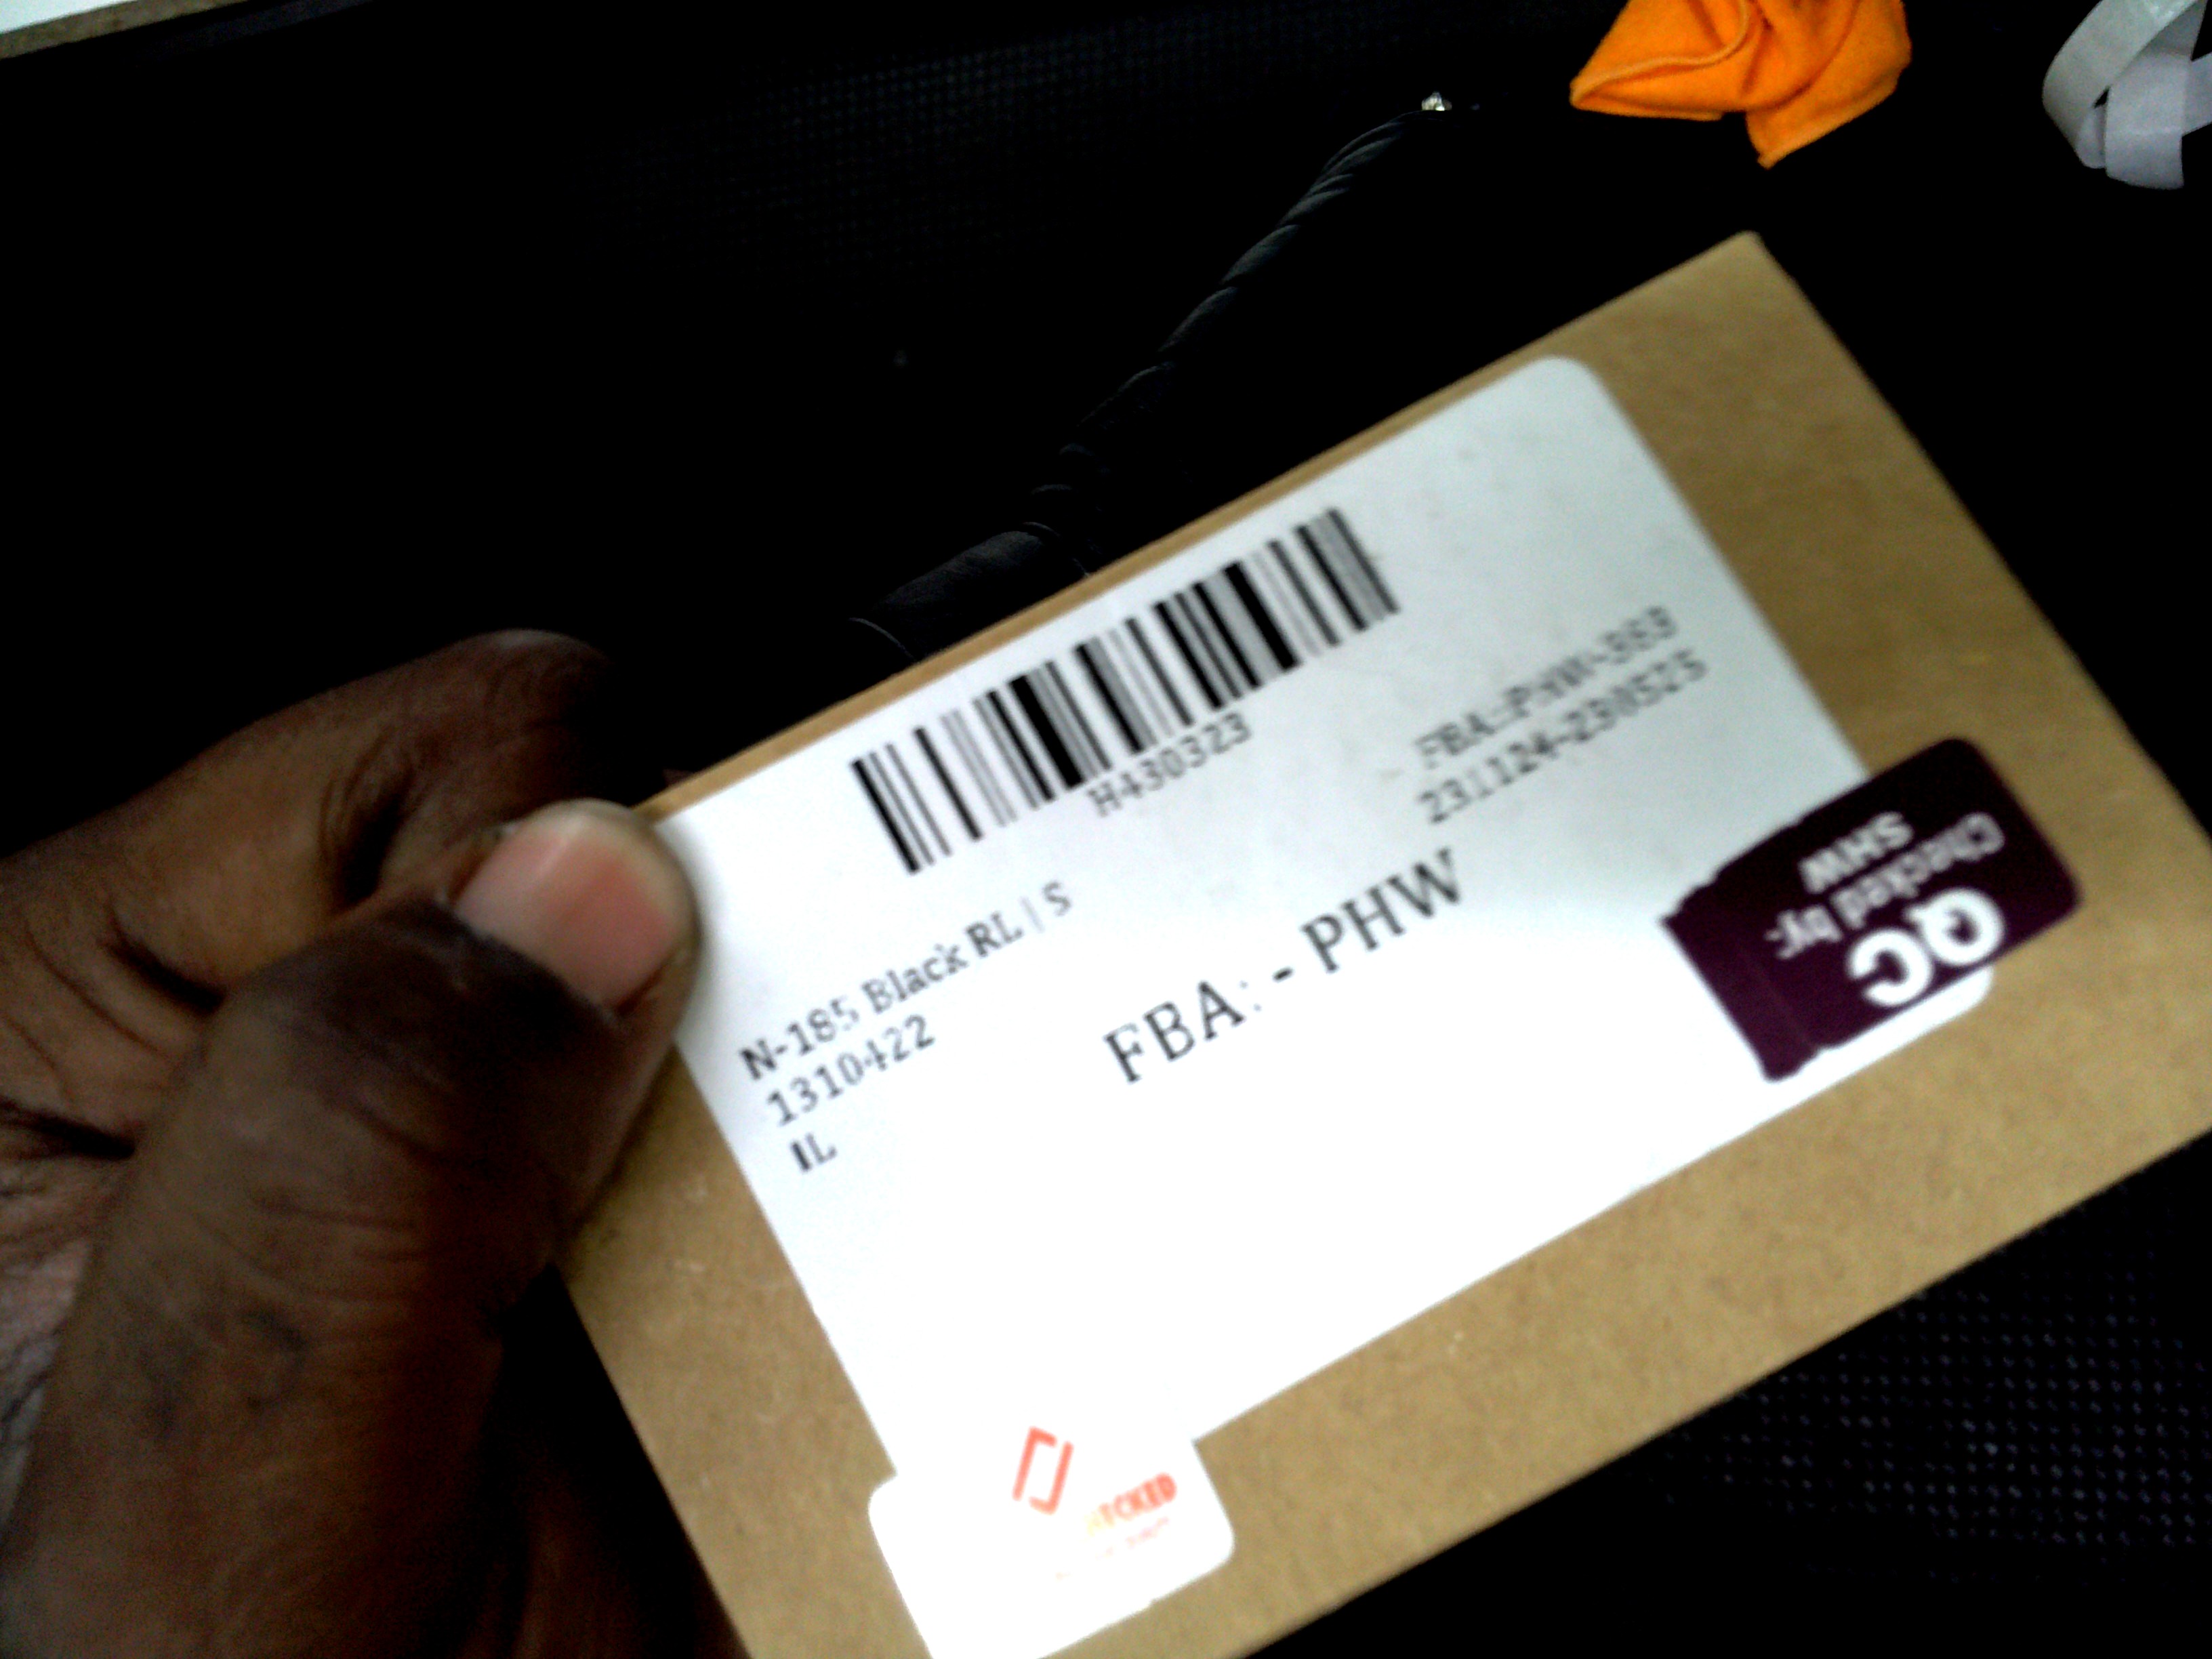 H430323
FBA:-PHW-383
231124-230525
N-185 Black RL | S
1310422
IL
FBA: - PHW
QC
Checked by:-
SHW